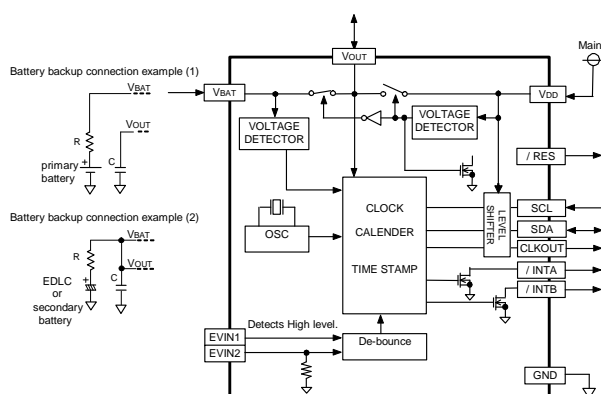 Battery backup connection example (1)
VBAT
VOUT
R
+
C
primary
battery
Battery backup connection example (2)
VBAT
VOUT
R
+
C
EDLC
or
secondary
battery
VOUT
Main
VBAT
VDD
VOLTAGE
DETECTOR
VOLTAGE
DETECTOR
/ RES
CLOCK
CALENDER
TIME STAMP
LEVEL
SHIFTER
SCL
SDA
CLKOUT
OSC
/ INTA
/ INTB
EVIN1
Detects High level.
EVIN2
De-bounce
GND